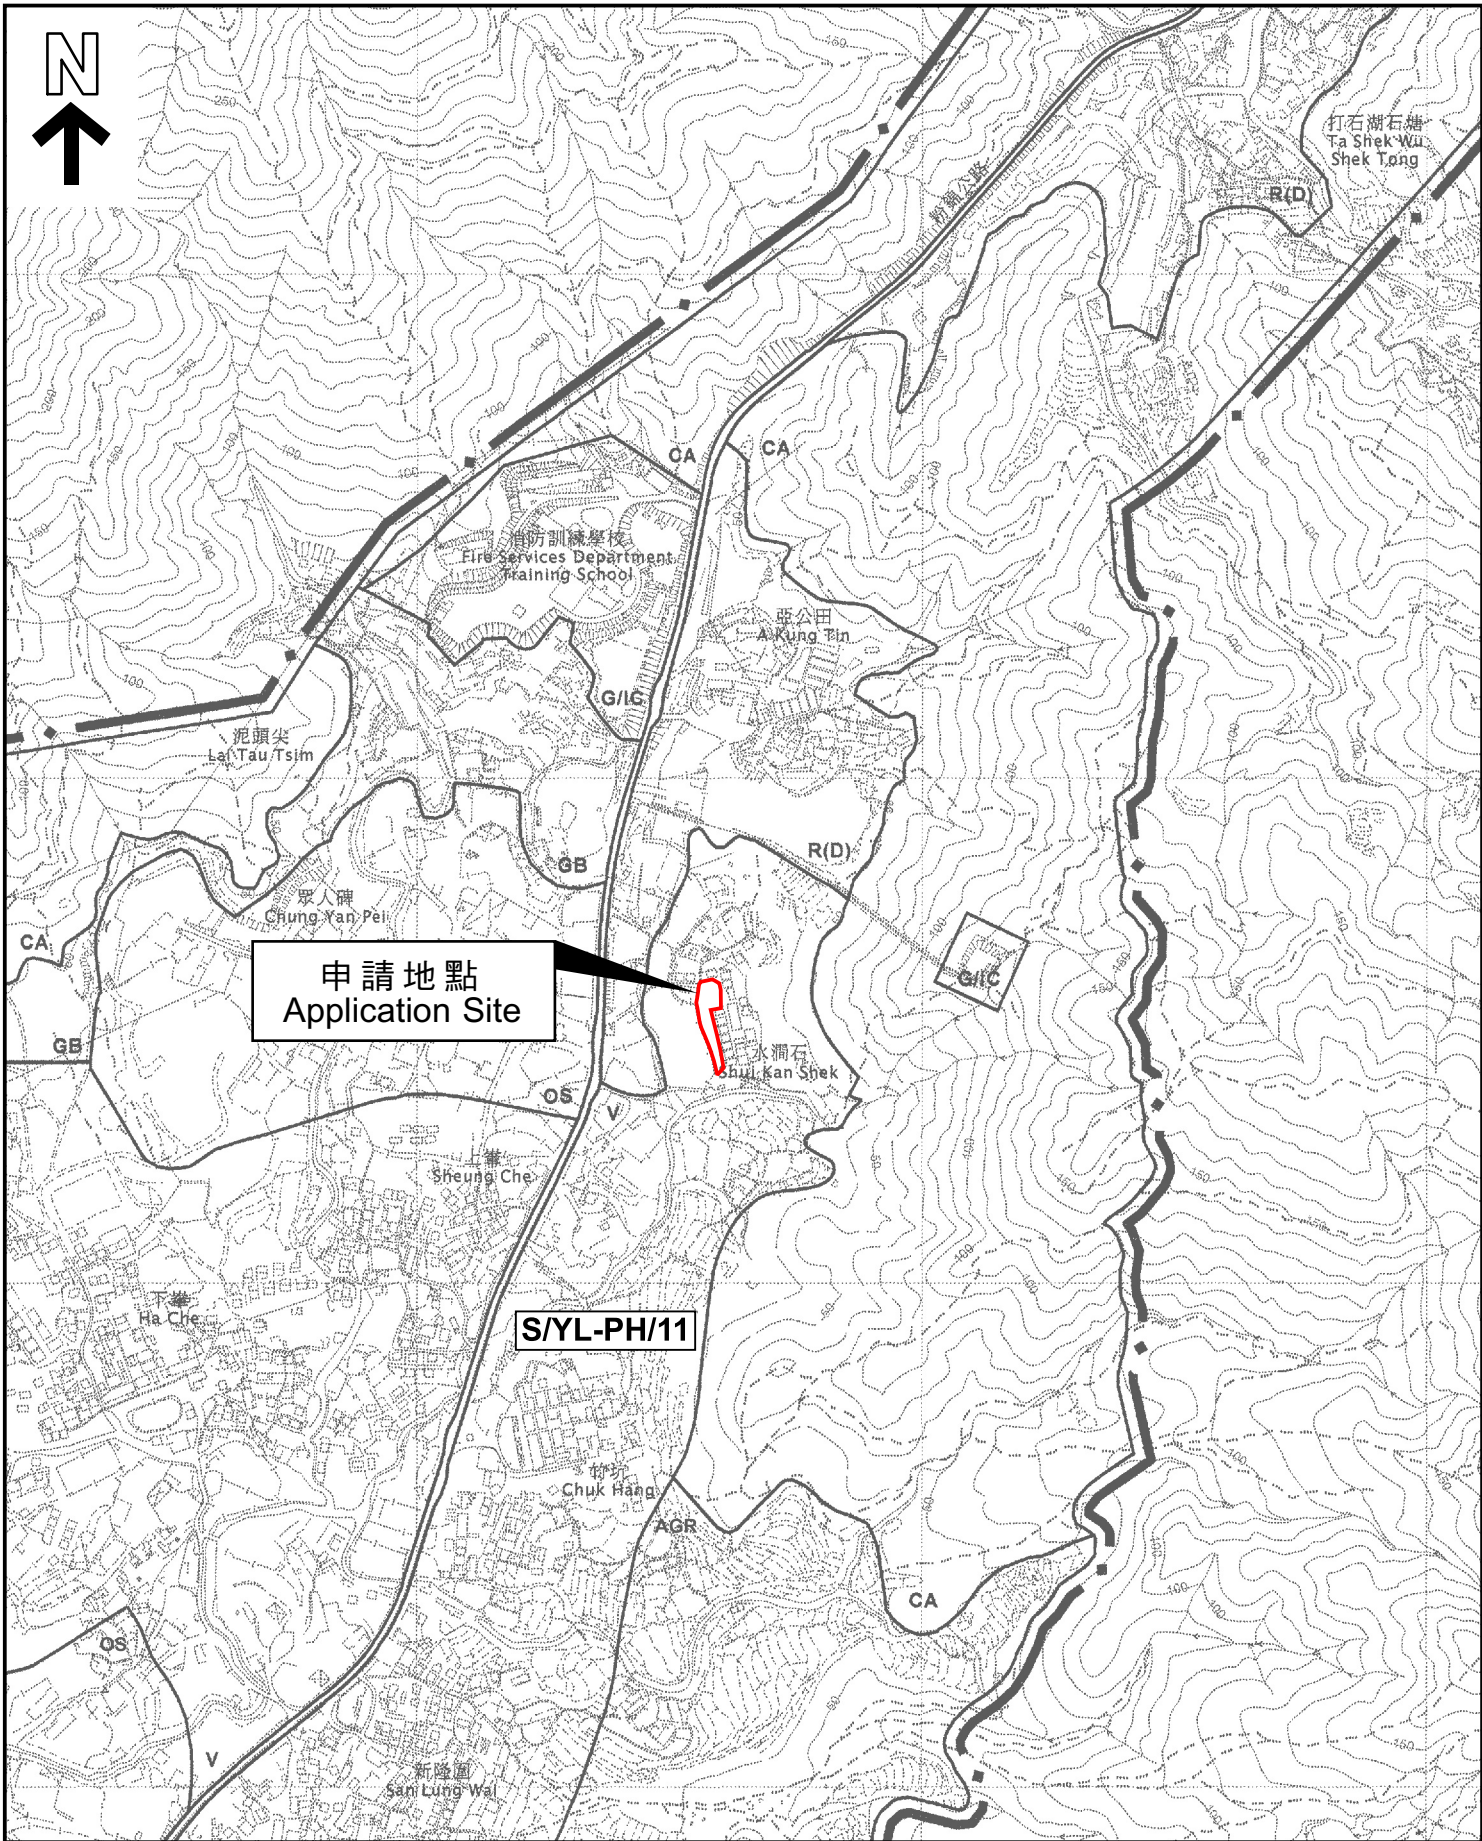 N
打石湖石塘
Ta Shek Wu
Shek Tong
R(D)
粉錦公路
CA
CA
消防訓練學校
Fire Services Department
Training School
亞公田
A Kung Tin
G/IC
泥頭尖
Lai Tau Tsim
R(D)
GB
眾人碑
Chung Yan Pei
CA
申請地點
Application Site
G/IC
GB
水澗石
Shui Kan Shek
OS
V
上輋
Sheung Che
下輋
Ha Che
S/YL-PH/11
竹坑
Chuk Hang
AGR
CA
OS
V
新隆圍
San Lung Wai